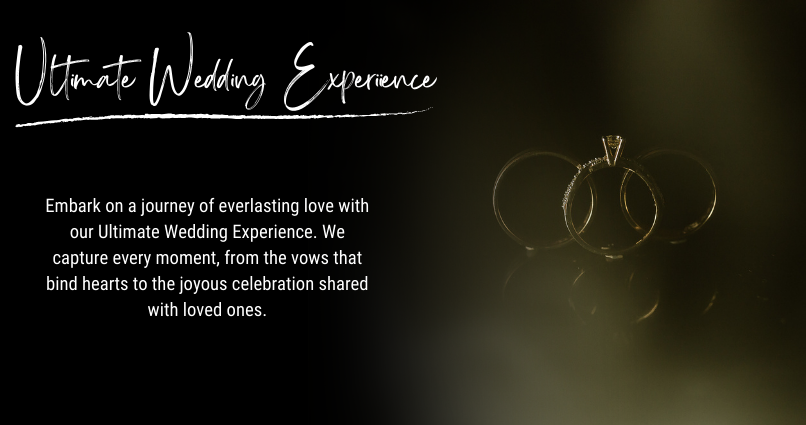 Ultimate Wedding Experience
Embark on a journey of everlasting love with
our Ultimate Wedding Experience. We
capture every moment, from the vows that
bind hearts to the joyous celebration shared
with loved ones.